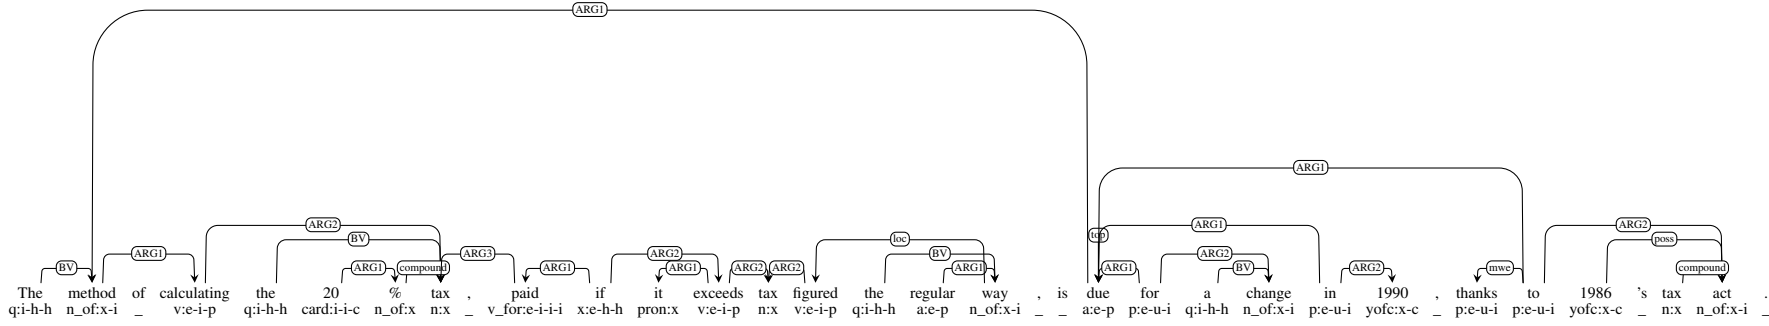 ARG1
ARG1
ARG2 top ARG1 ARG2
BV loc poss
ARG1 ARG3 ARG2 BV ARG2
BV ARG1 compound ARG1 ARG1 ARG2 ARG2 ARG1 ARG1 BV ARG2 mwe compound
The method of calculating the 20 % tax , paid if it exceeds tax figured the regular way , is due for a change in 1990 , thanks to 1986 's tax act .
q:i-h-h n_of:x-i _ v:e-i-p q:i-h-h card:i-i-c n_of:x n:x _ v_for:e-i-i-i x:e-h-h pron:x v:e-i-p n:x v:e-i-p q:i-h-h a:e-p n_of:x-i _ _ a:e-p p:e-u-i q:i-h-h n_of:x-i p:e-u-i yofc:x-c _ p:e-u-i p:e-u-i yofc:x-c _ n:x n_of:x-i _